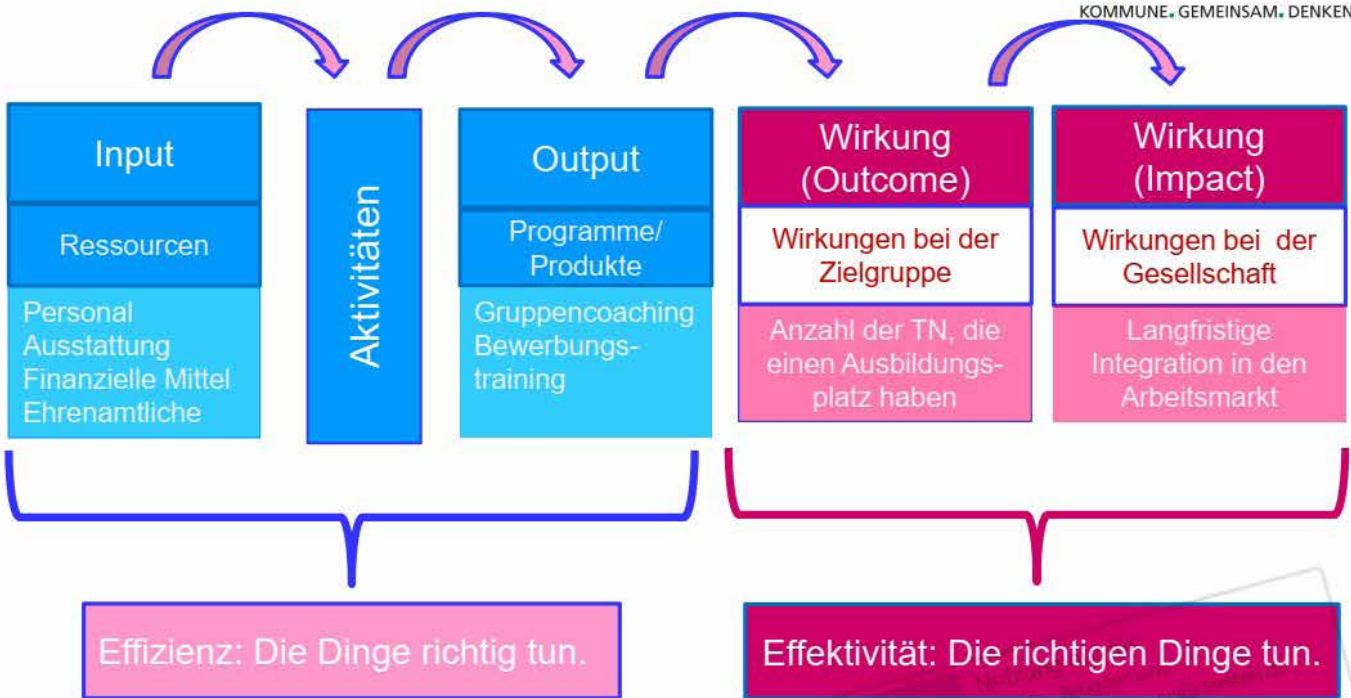 KOMMUNE. GEMEINSAM. DENKEN
Input
Ressourcen
Personal
Ausstattung
Finanzielle Mittel
Ehrenamtliche
Aktivitäten
Output
Programme/
Produkte
Gruppencoaching
Bewerbungs-
training
Wirkung
(Outcome)
Wirkungen bei der
Zielgruppe
Anzahl der TN, die
einen Ausbildungs-
platz haben
Wirkung
(Impact)
Wirkungen bei der
Gesellschaft
Langfristige
Integration in den
Arbeitsmarkt
Effizienz: Die Dinge richtig tun.
Effektivität: Die richtigen Dinge tun.